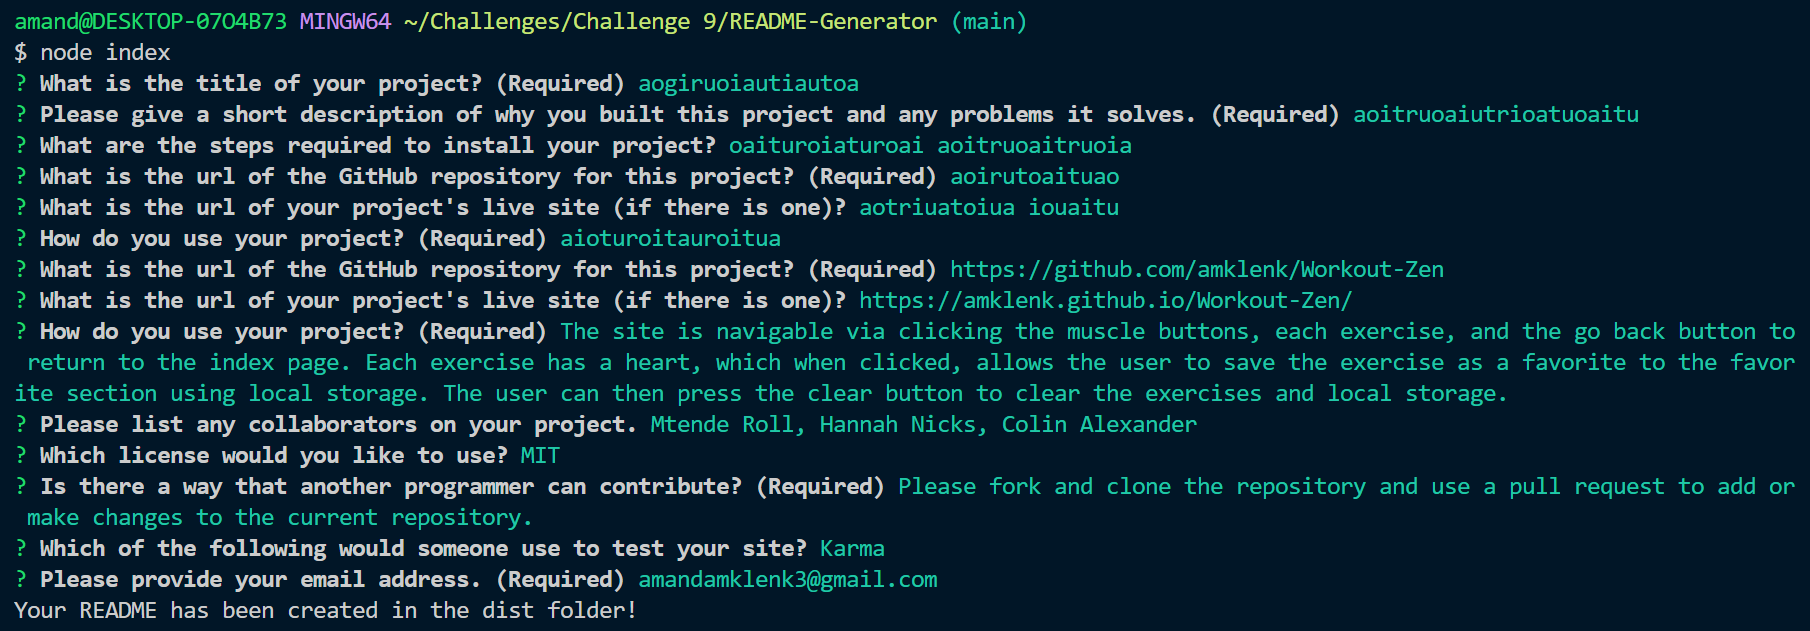 amand@DESKTOP-07O4B73 MINGW64 ~/Challenges/Challenge 9/README-Generator (main)
$ node index
? What is the title of your project? (Required) aogiruoiautiautoa
? Please give a short description of why you built this project and any problems it solves. (Required) aoitruoaiutrioatuoaitu
? What are the steps required to install your project? oaituroiaturoai aoitruoaitruoia
? What is the url of the GitHub repository for this project? (Required) aoirutoaituao
? What is the url of your project's live site (if there is one)? aotriuatoiua iouaitu
? How do you use your project? (Required) aioturoitauroitua
? What is the url of the GitHub repository for this project? (Required) https://github.com/amklenk/Workout-Zen
? What is the url of your project's live site (if there is one)? https://amklenk.github.io/Workout-Zen/
? How do you use your project? (Required) The site is navigable via clicking the muscle buttons, each exercise, and the go back button to
return to the index page. Each exercise has a heart, which when clicked, allows the user to save the exercise as a favorite to the favor
ite section using local storage. The user can then press the clear button to clear the exercises and local storage.
? Please list any collaborators on your project. Mtende Roll, Hannah Nicks, Colin Alexander
? Which license would you like to use? MIT
? Is there a way that another programmer can contribute? (Required) Please fork and clone the repository and use a pull request to add or
make changes to the current repository.
? Which of the following would someone use to test your site? Karma
? Please provide your email address. (Required) amandamklenk3@gmail.com
Your README has been created in the dist folder!